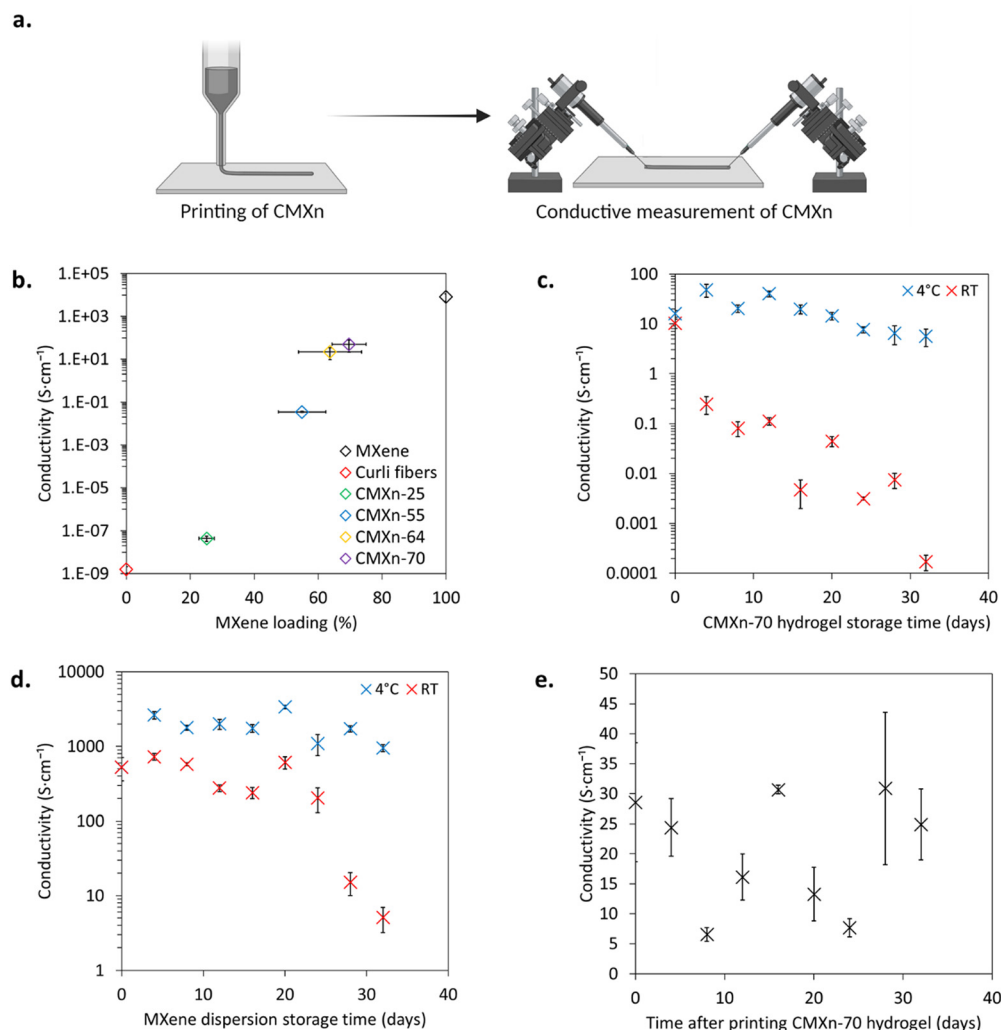 a.
Printing of CMXn
Conductive measurement of CMXn
b.
Conductivity (S·cm⁻¹)
1.E+05
1.E+03
1.E+01
1.E-01
1.E-03
1.E-05
1.E-07
1.E-09
MXene
Curli fibers
CMXn-25
CMXn-55
CMXn-64
CMXn-70
0 20 40 60 80 100
MXene loading (%)
c.
Conductivity (S·cm⁻¹)
100
10
1
0.1
0.01
0.001
0.0001
4°C RT
0 10 20 30 40
CMXn-70 hydrogel storage time (days)
d.
Conductivity (S·cm⁻¹)
10000
1000
100
10
1
4°C RT
0 10 20 30 40
MXene dispersion storage time (days)
e.
Conductivity (S·cm⁻¹)
50
45
40
35
30
25
20
15
10
5
0
0 10 20 30 40
Time after printing CMXn-70 hydrogel (days)